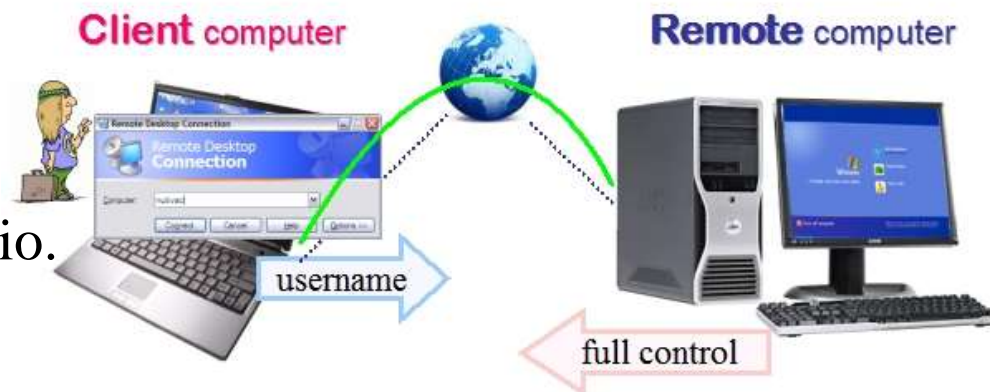 Client computer
Remote computer
Remote Desktop Connection
Remote Desktop
Connection
Computer:
Connect Cancel Help Options >>
io.
username
full control